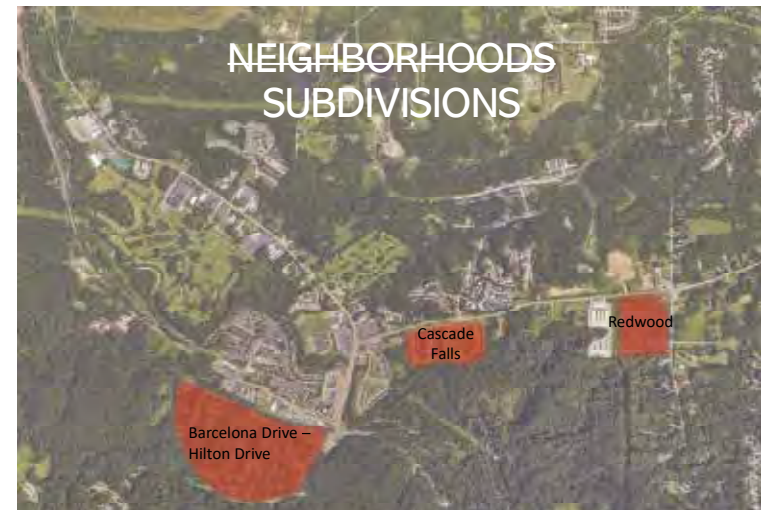 NEIGHBORHOODS
SUBDIVISIONS
Redwood
Cascade
Falls
Barcelona Drive –
Hilton Drive